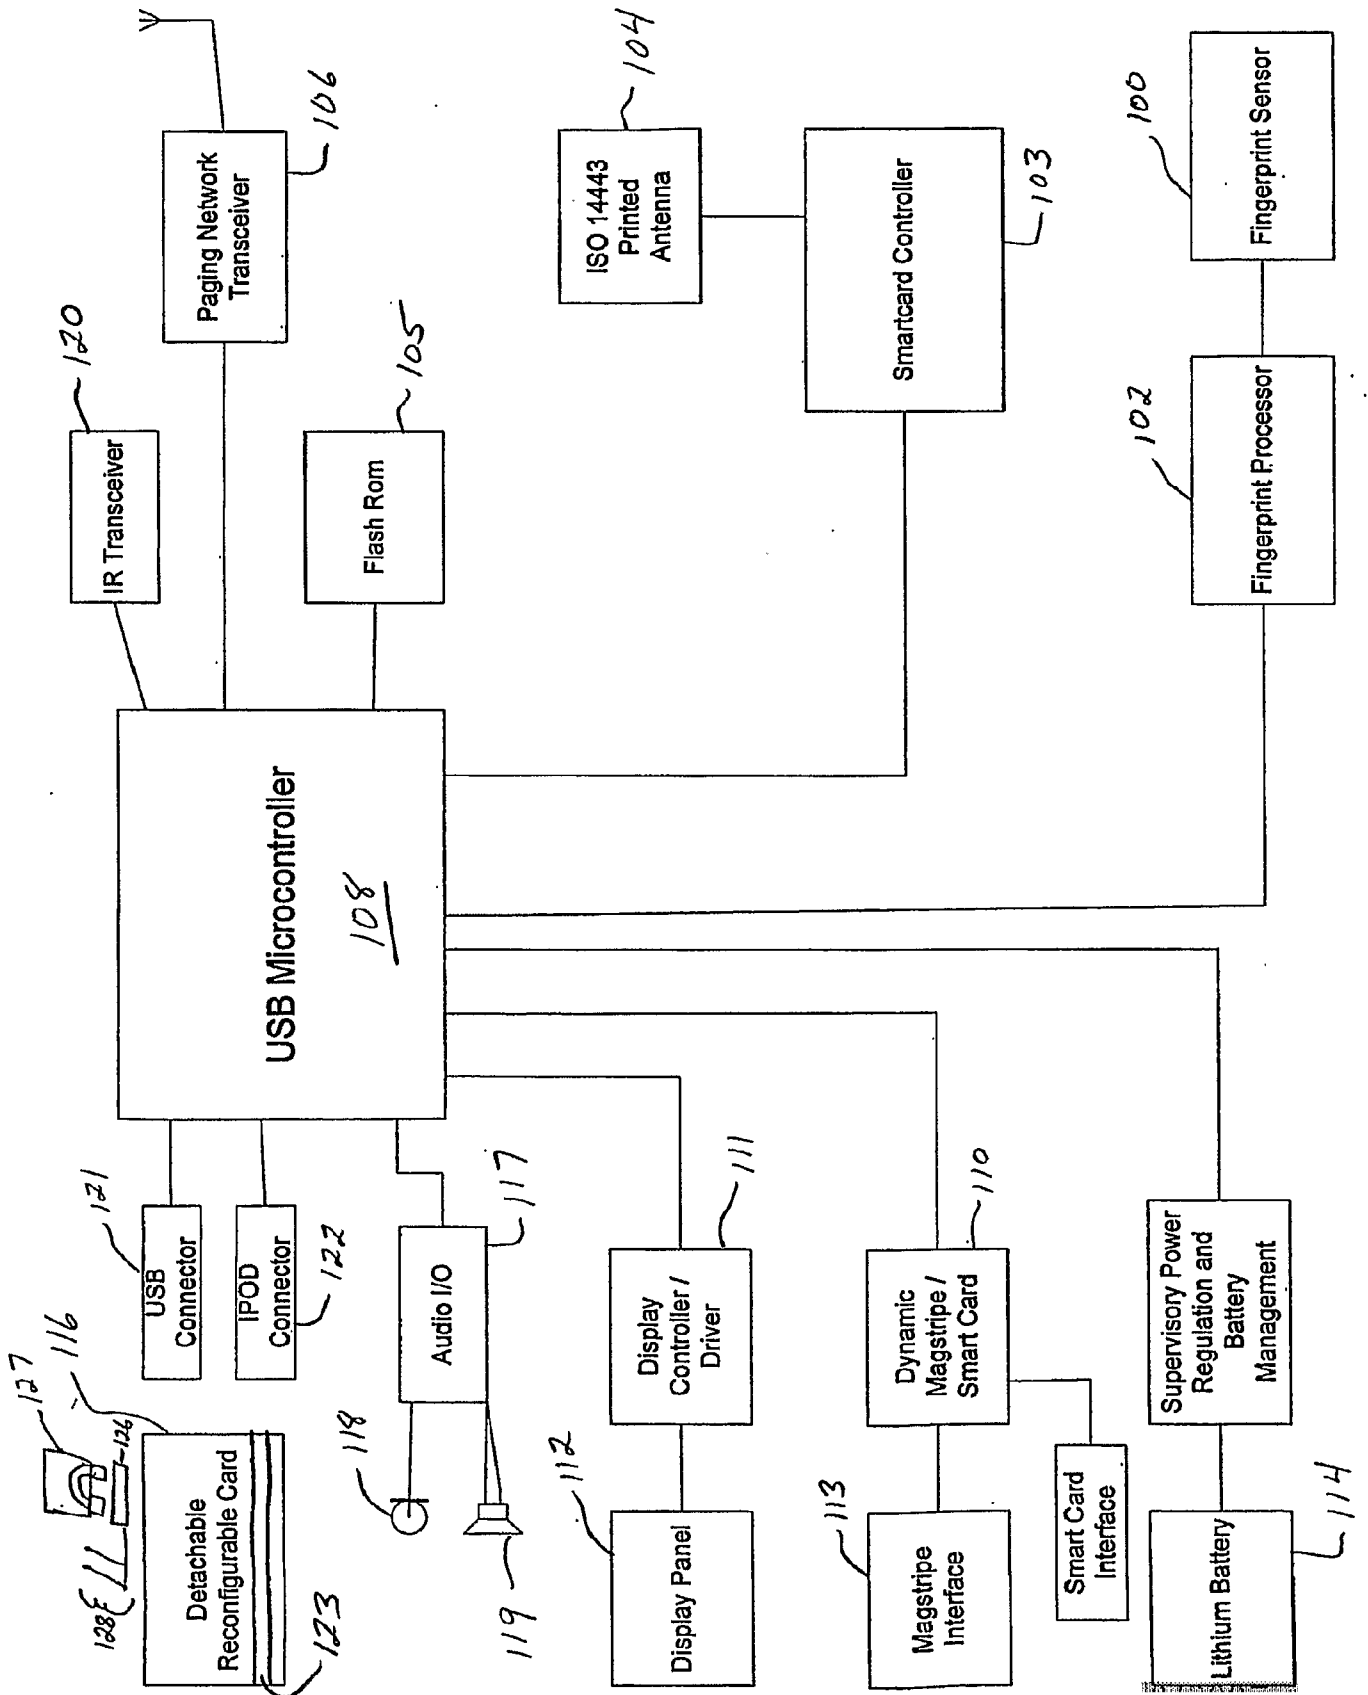 106
Paging Network
Transceiver
104
ISO 14443
Printed
Antenna
103
Smartcard Controller
100
Fingerprint Sensor
120
IR Transceiver
105
Flash Rom
102
Fingerprint Processor
USB Microcontroller
108
121
USB
Connector
IPOD
Connector
122
117
Audio I/O
118
119
111
Display
Controller /
Driver
112
Display Panel
110
Dynamic
Magstripe /
Smart Card
113
Magstripe
Interface
Smart Card
Interface
Supervisory Power
Regulation and
Battery
Management
Lithium Battery
114
127
116
126
128
Detachable
Reconfigurable Card
123